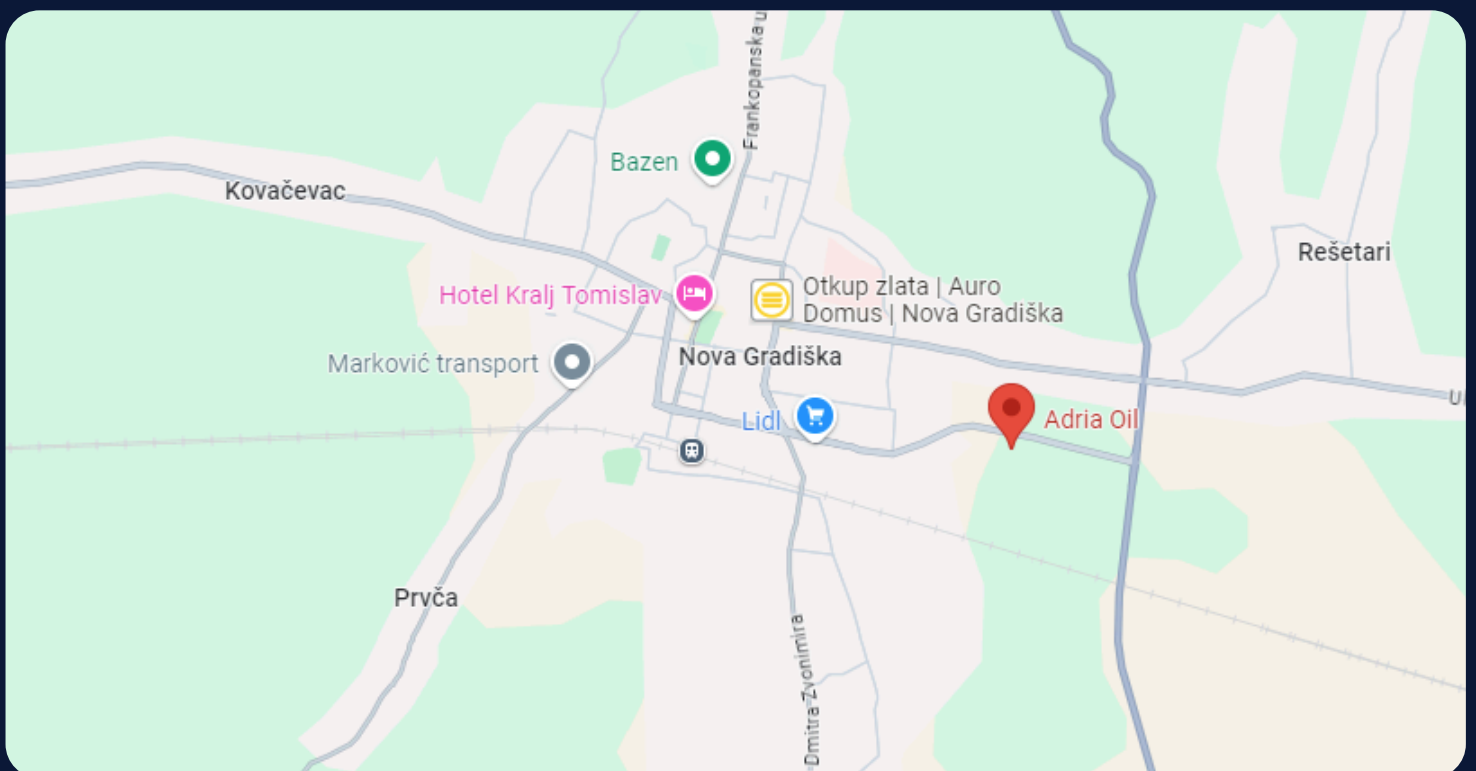 Frankopanska u
Bazen
Kovačevac
Rešetari
Hotel Kralj Tomislav
Otkup zlata | Auro
Domus | Nova Gradiška
Marković transport
Nova Gradiška
Lidl
Adria Oil
Prvča
Dmitra Zvonimira